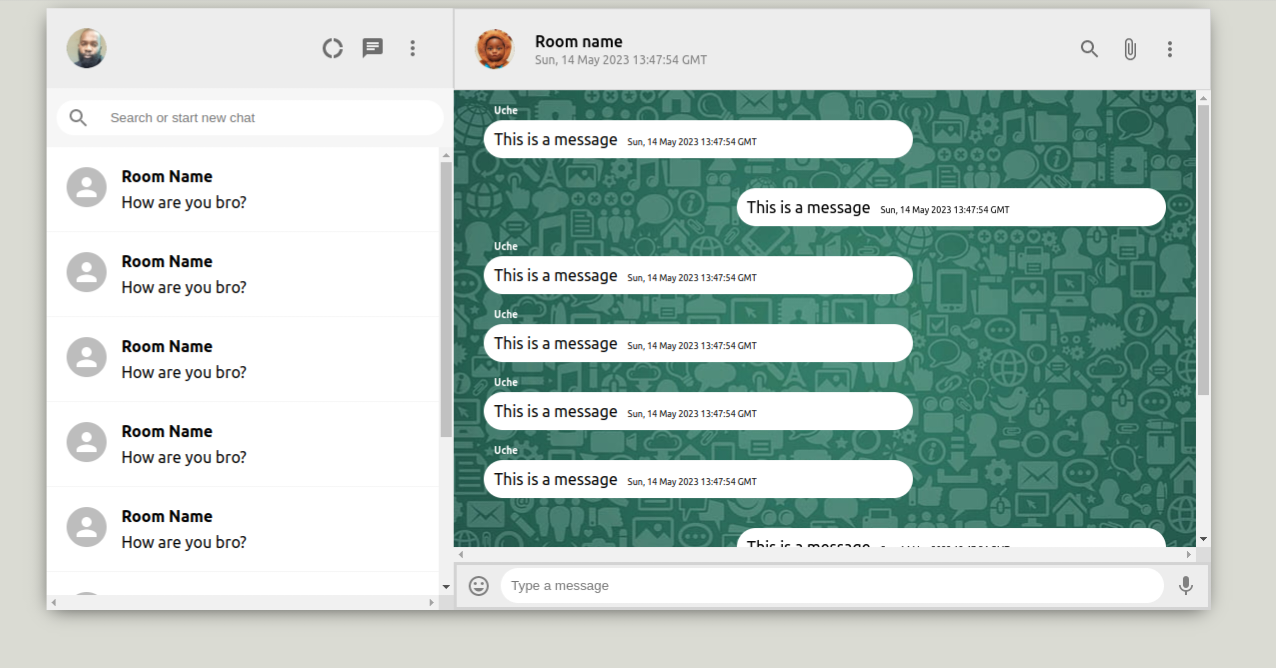 Room name
Sun, 14 May 2023 13:47:54 GMT
Search or start new chat
Room Name
How are you bro?
Room Name
How are you bro?
Room Name
How are you bro?
Room Name
How are you bro?
Room Name
How are you bro?
Uche
This is a message Sun, 14 May 2023 13:47:54 GMT
This is a message Sun, 14 May 2023 13:47:54 GMT
Uche
This is a message Sun, 14 May 2023 13:47:54 GMT
Uche
This is a message Sun, 14 May 2023 13:47:54 GMT
Uche
This is a message Sun, 14 May 2023 13:47:54 GMT
Uche
This is a message Sun, 14 May 2023 13:47:54 GMT
This is a message
Type a message